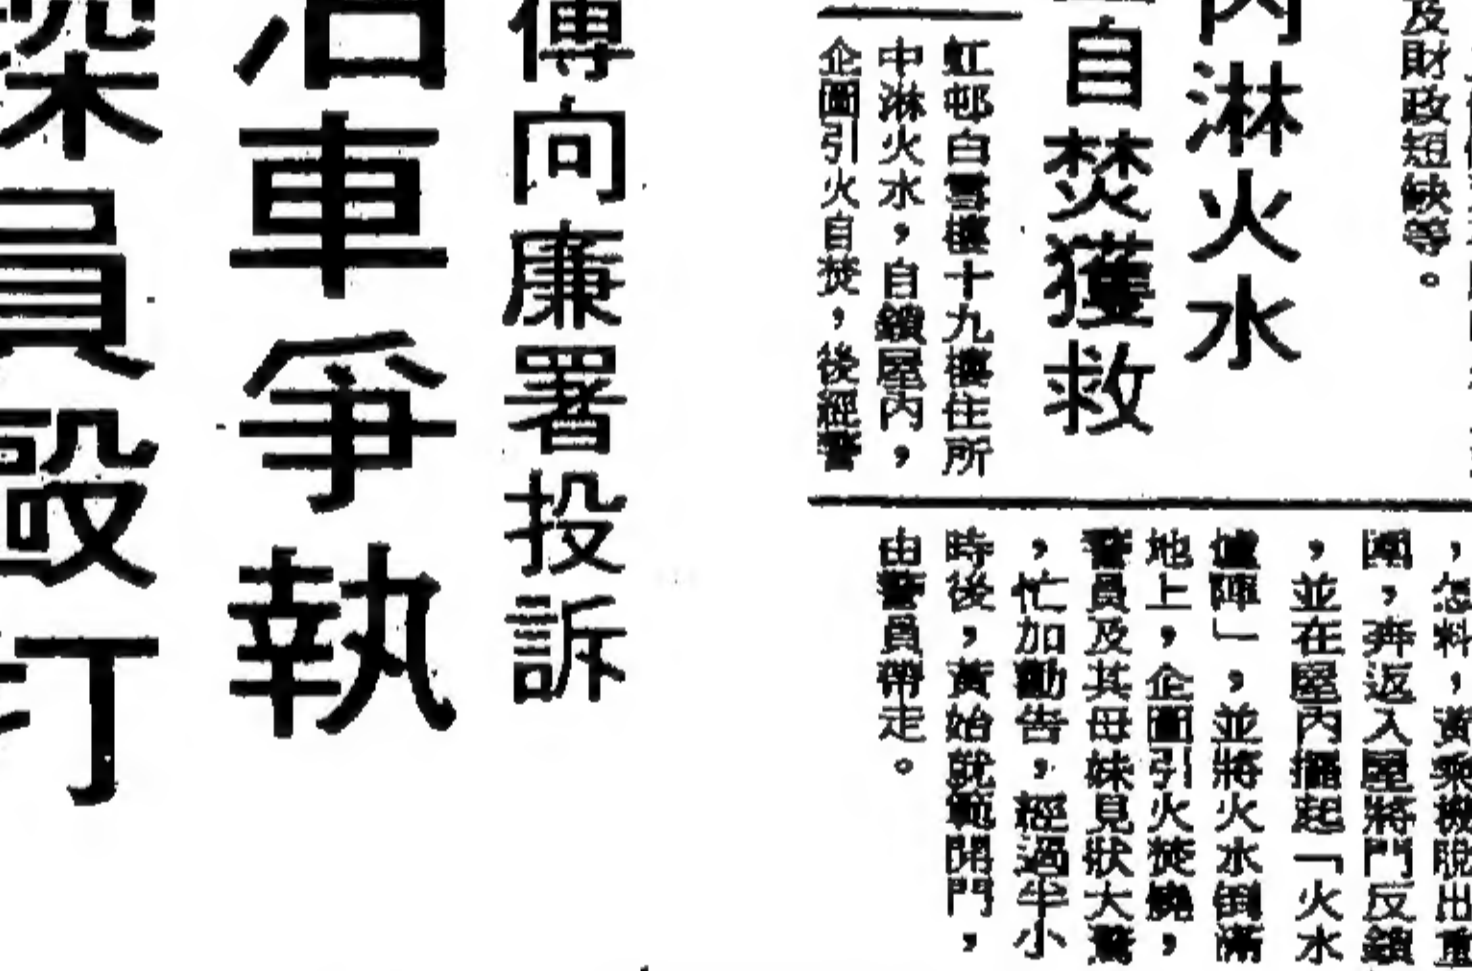 及財政短缺等。
內淋火水
自焚獲救
虹邨白雪樓十九樓住所
中淋火水，自鎖屋內，
企圖引火自焚，後經警
，怎料，黃乘機脫出重
圍，奔返入屋將門反鎖
，並在屋內攝起「火水
爐陣」，並將火水倒滿
地上，企圖引火焚燒，
警員及其母妹見狀大驚
，忙加勸告，經過半小
時後，黃始就範開門，
由警員帶走。
傳向廉署投訴
泊車爭執
樑員毆打